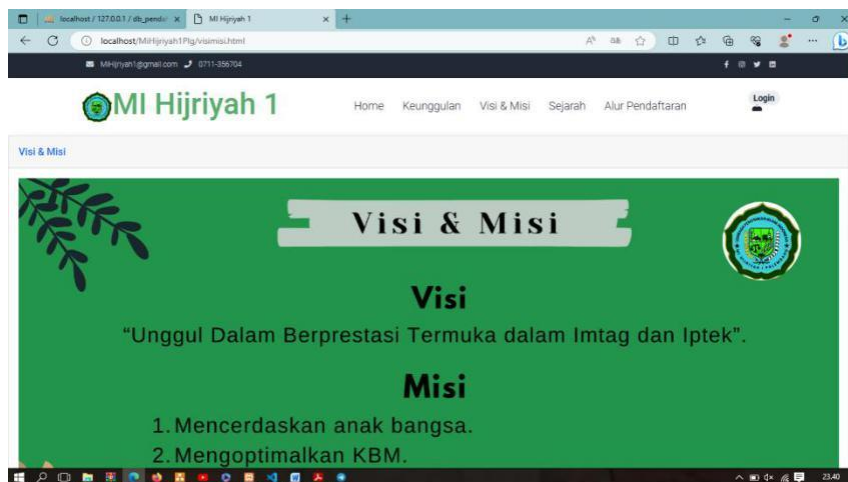 localhost / 127.0.0.1 / db_penda
MI Hijriyah 1
localhost/MiHijriyah1Plg/visimisi.html
MiHijriyah1@gmail.com 0711-356704
MI Hijriyah 1
Home Keunggulan Visi & Misi Sejarah Alur Pendaftaran Login
Visi & Misi
Visi & Misi
Visi
“Unggul Dalam Berprestasi Termuka dalam Imtag dan Iptek”.
Misi
1. Mencerdaskan anak bangsa.
2. Mengoptimalkan KBM.
23.40